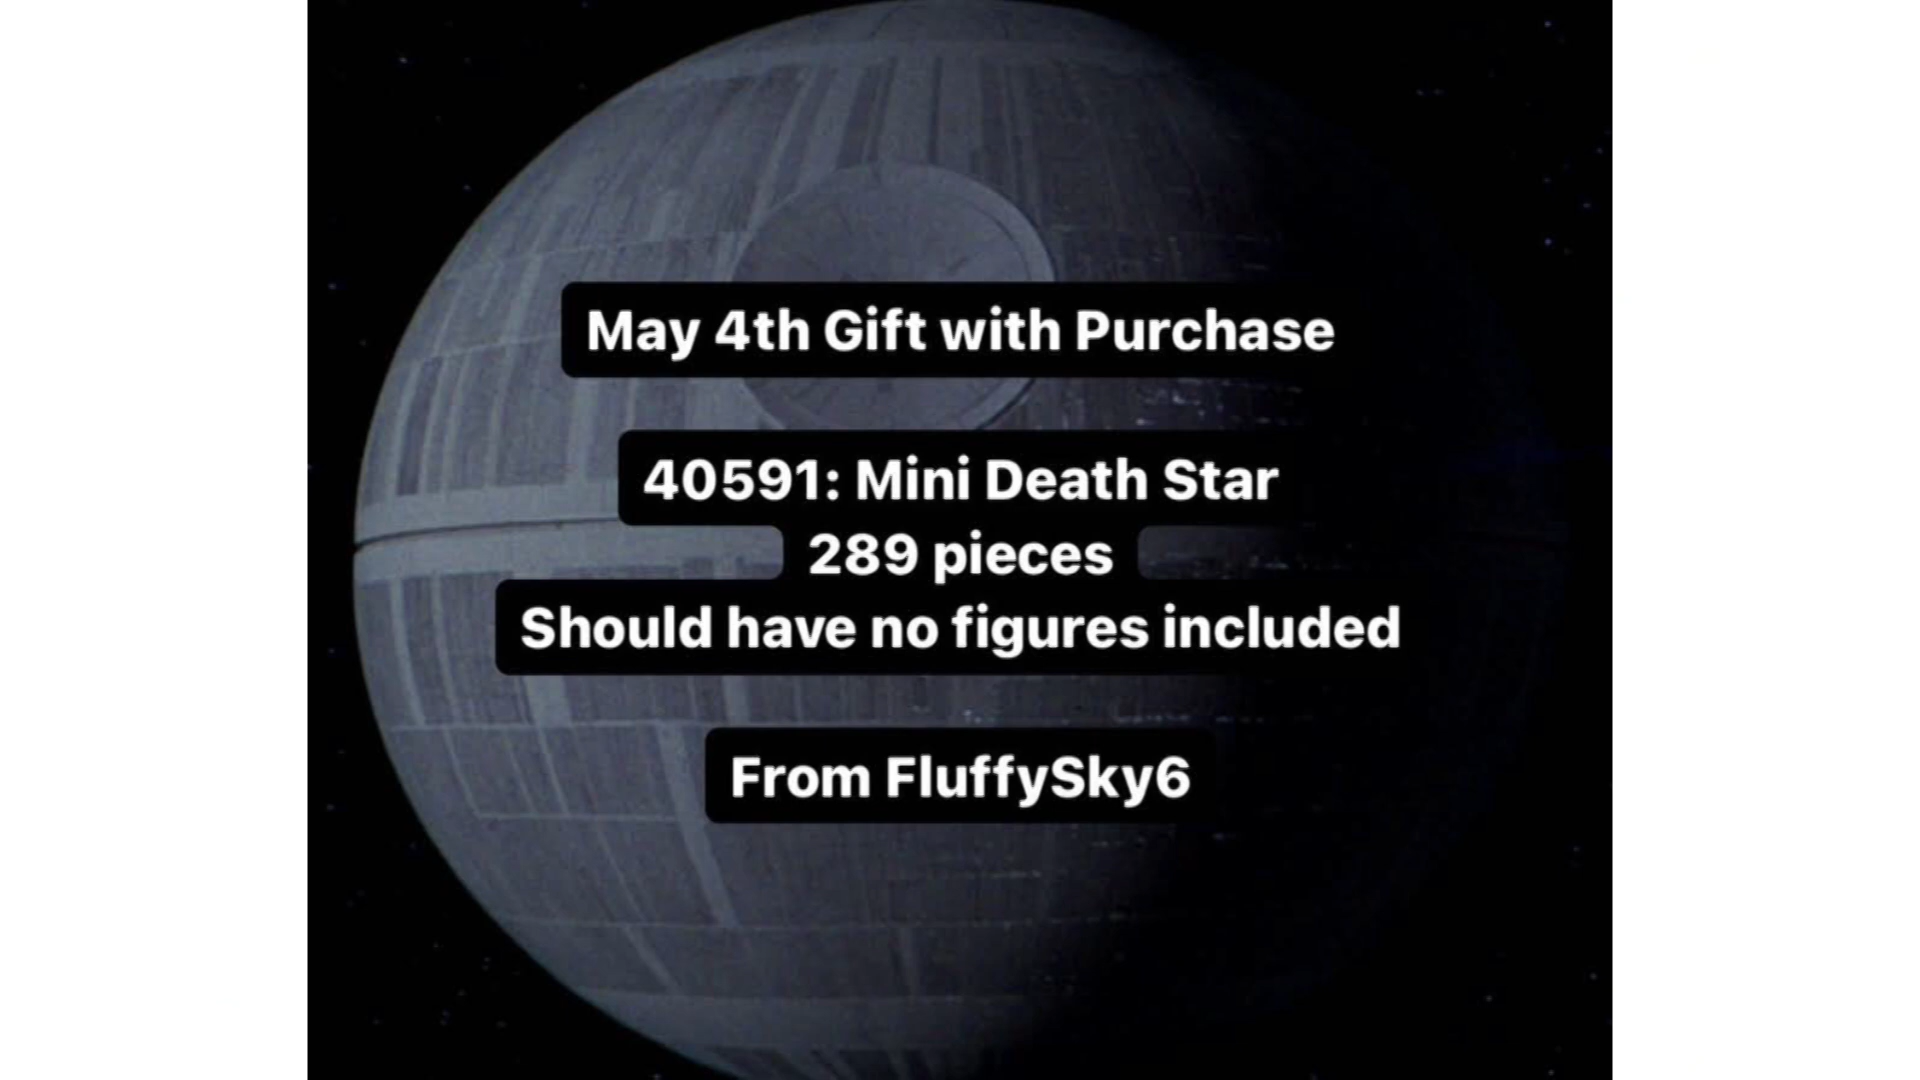 May 4th Gift with Purchase
40591: Mini Death Star
289 pieces
Should have no figures included
From FluffySky6